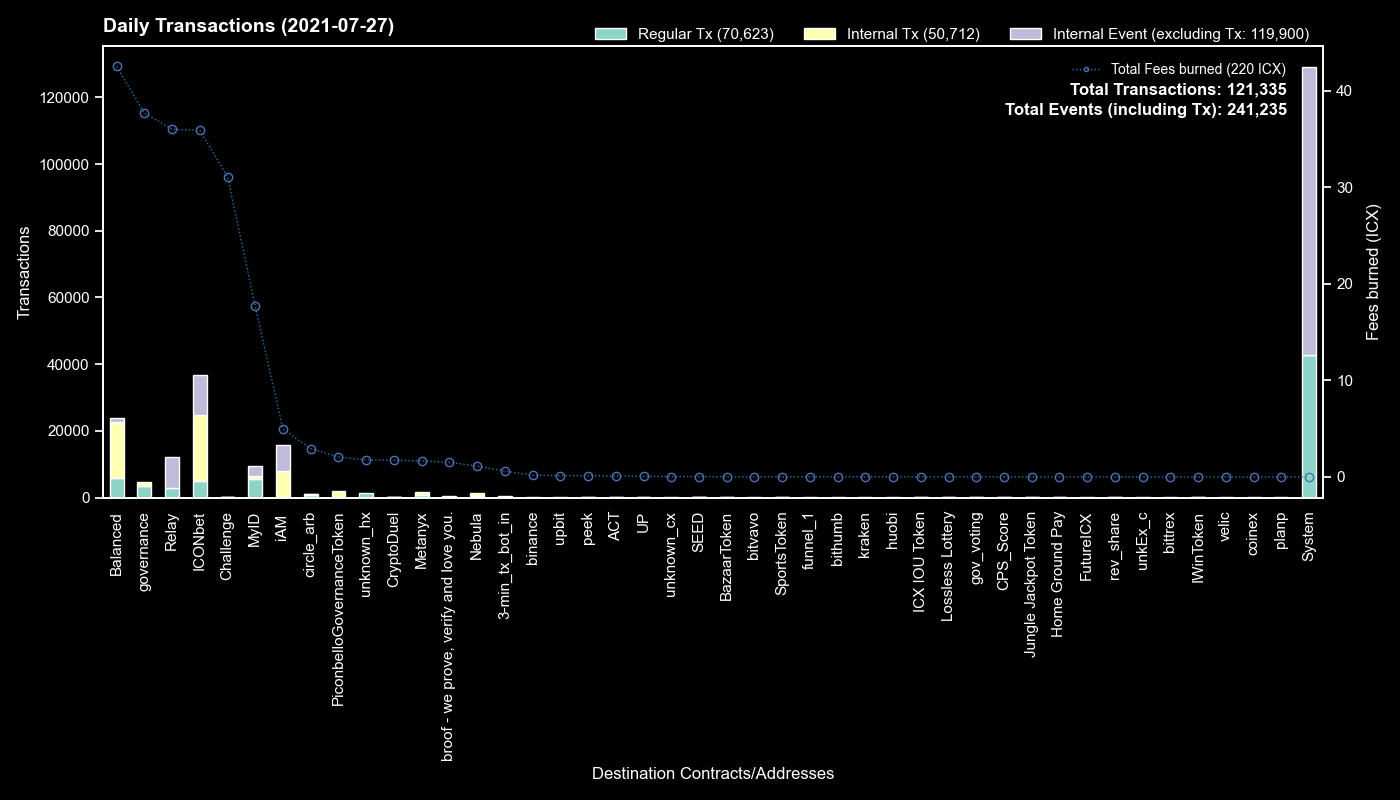 Daily Transactions (2021-07-27)
Regular Tx (70,623)
Internal Tx (50,712)
Internal Event (excluding Tx: 119,900)
Total Fees burned (220 ICX)
Total Transactions: 121,335
Total Events (including Tx): 241,235
Transactions
120000
100000
80000
60000
40000
20000
0
Fees burned (ICX)
40
30
20
10
0
Balanced
governance
Relay
ICONbet
Challenge
MyID
iAM
circle_arb
PiconbelloGovernanceToken
unknown_hx
CryptoDuel
Metanyx
broof - we prove, verify and love you.
Nebula
3-min_tx_bot_in
binance
upbit
peek
ACT
UP
unknown_cx
SEED
BazaarToken
bitvavo
SportsToken
funnel_1
bithumb
kraken
huobi
ICX IOU Token
Lossless Lottery
gov_voting
CPS_Score
Jungle Jackpot Token
Home Ground Pay
FutureICX
rev_share
unkEx_c
bittrex
IWinToken
velic
coinex
planp
System
Destination Contracts/Addresses